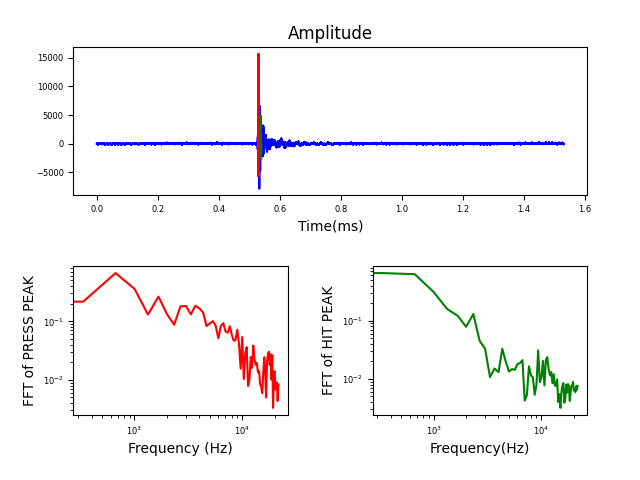 Amplitude
15000
10000
5000
0
−5000
0.0 0.2 0.4 0.6 0.8 1.0 1.2 1.4 1.6
Time(ms)
FFT of PRESS PEAK
10⁻¹
10⁻²
10³ 10⁴
Frequency (Hz)
FFT of HIT PEAK
10⁻¹
10⁻²
10³ 10⁴
Frequency(Hz)